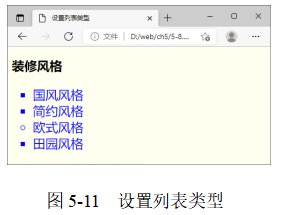 设置列表类型
文件 D:/web/ch5/5-8....
装修风格
国风风格
简约风格
欧式风格
田园风格
图 5-11 设置列表类型